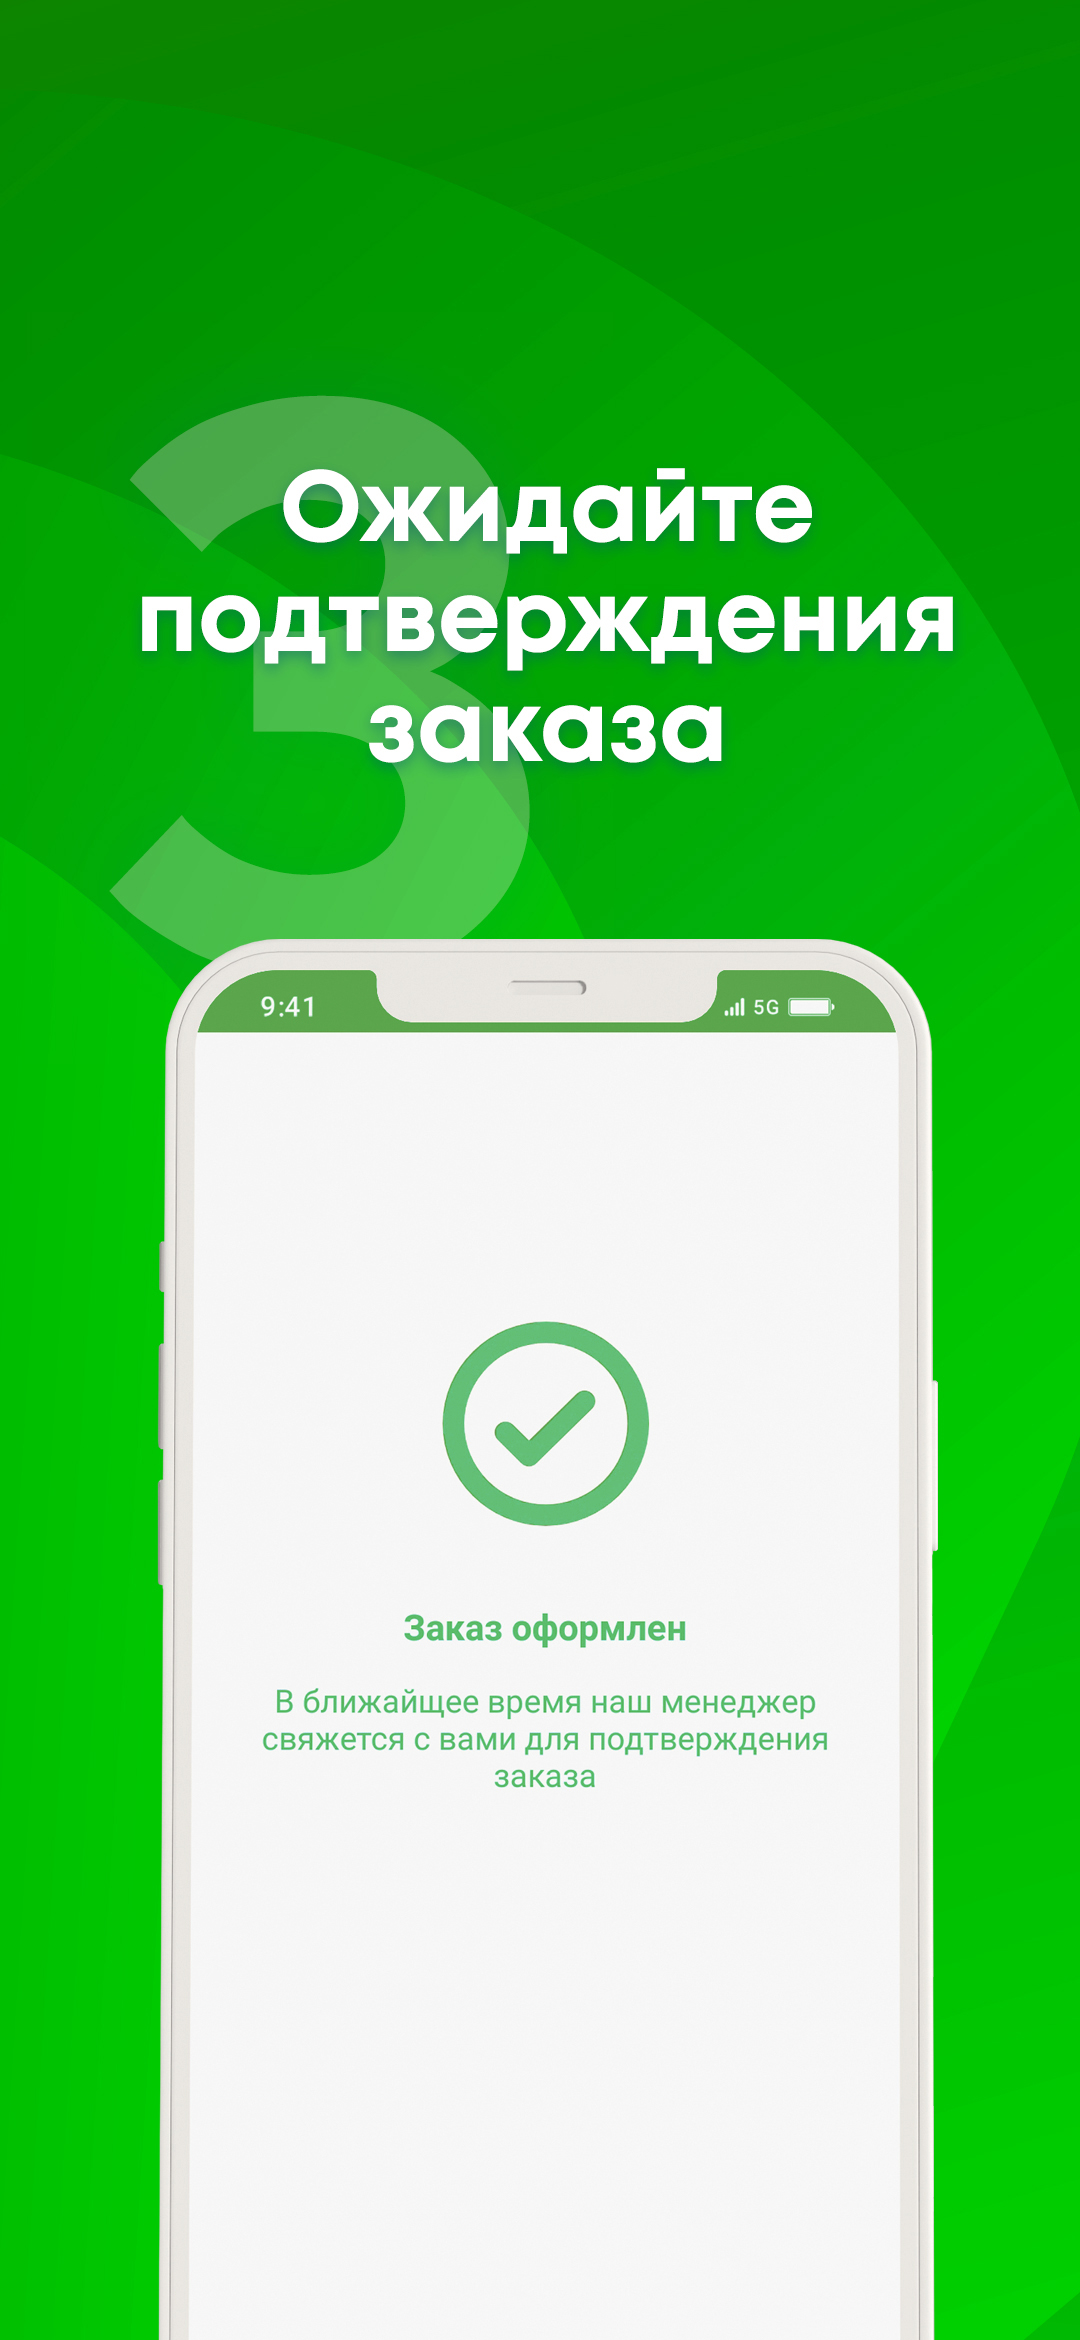 3
Ожидайте
подтверждения
заказа
9:41
5G
Заказ оформлен
В ближайщее время наш менеджер
свяжется с вами для подтверждения
заказа